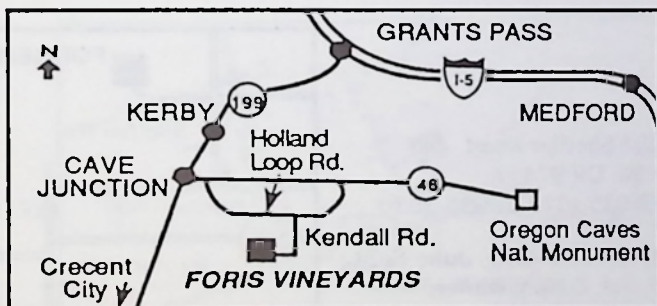 GRANTS PASS
N
I-5
199
KERBY
MEDFORD
Holland
Loop Rd.
CAVE
JUNCTION
46
Kendall Rd.
Oregon Caves
Nat. Monument
Crecent
City
FORIS VINEYARDS